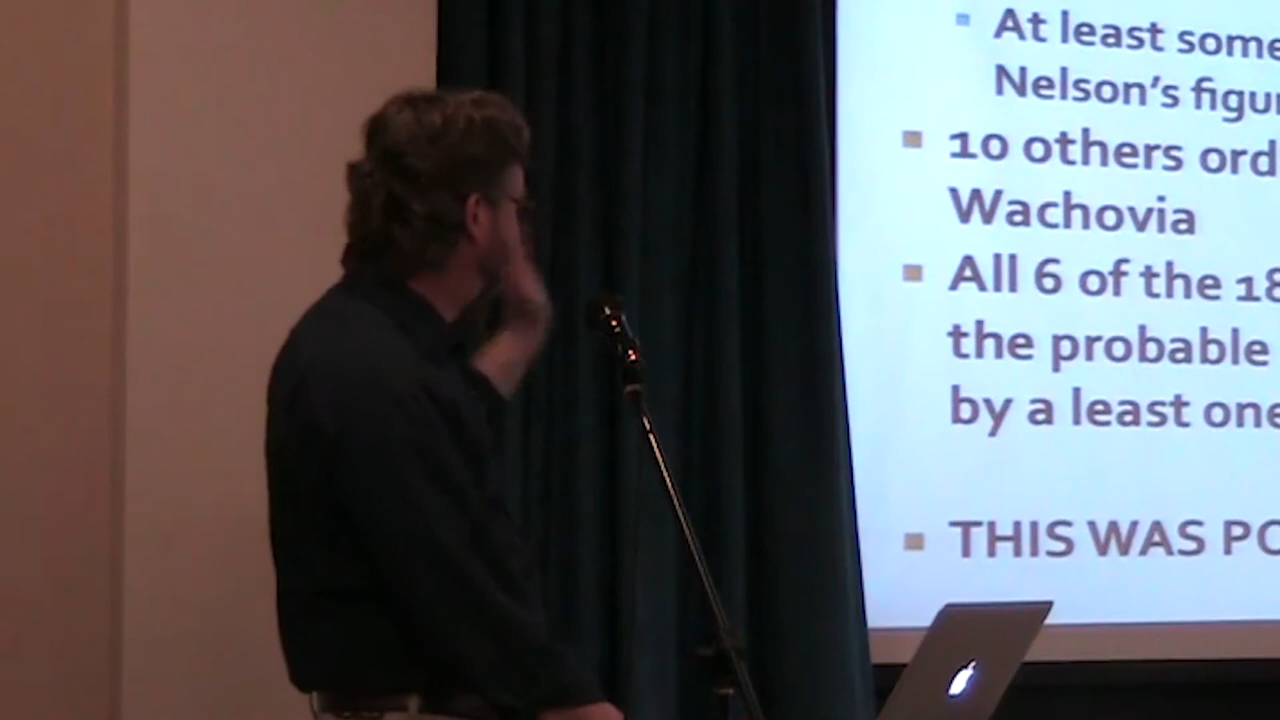 At least some
Nelson's figu
10 others ord
Wachovia
All 6 of the 18
the probable
by a least one
THIS WAS PO